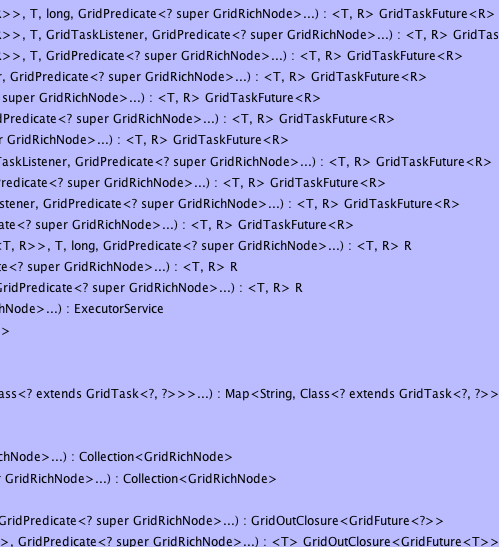 R>>, T, GridPredicate<? super GridRichNode>...) : <T, R> GridTaskFuture<R>
R>>, T, GridTaskListener, GridPredicate<? super GridRichNode>...) : <T, R> GridTas
R>>, T, GridPredicate<? super GridRichNode>...) : <T, R> GridTaskFuture<R>
r, GridPredicate<? super GridRichNode>...) : <T, R> GridTaskFuture<R>
super GridRichNode>...) : <T, R> GridTaskFuture<R>
dPredicate<? super GridRichNode>...) : <T, R> GridTaskFuture<R>
r GridRichNode>...) : <T, R> GridTaskFuture<R>
TaskListener, GridPredicate<? super GridRichNode>...) : <T, R> GridTaskFuture<R>
redicate<? super GridRichNode>...) : <T, R> GridTaskFuture<R>
istener, GridPredicate<? super GridRichNode>...) : <T, R> GridTaskFuture<R>
ate<? super GridRichNode>...) : <T, R> GridTaskFuture<R>
<T, R>>, T, long, GridPredicate<? super GridRichNode>...) : <T, R> R
te<? super GridRichNode>...) : <T, R> R
GridPredicate<? super GridRichNode>...) : <T, R> R
hNode>...) : ExecutorService
>
ass<? extends GridTask<?, ?>>>...) : Map<String, Class<? extends GridTask<?, ?>>
chNode>...) : Collection<GridRichNode>
r GridRichNode>...) : Collection<GridRichNode>
GridPredicate<? super GridRichNode>...) : GridOutClosure<GridFuture<?>>
>, GridPredicate<? super GridRichNode>...) : <T> GridOutClosure<GridFuture<T>>